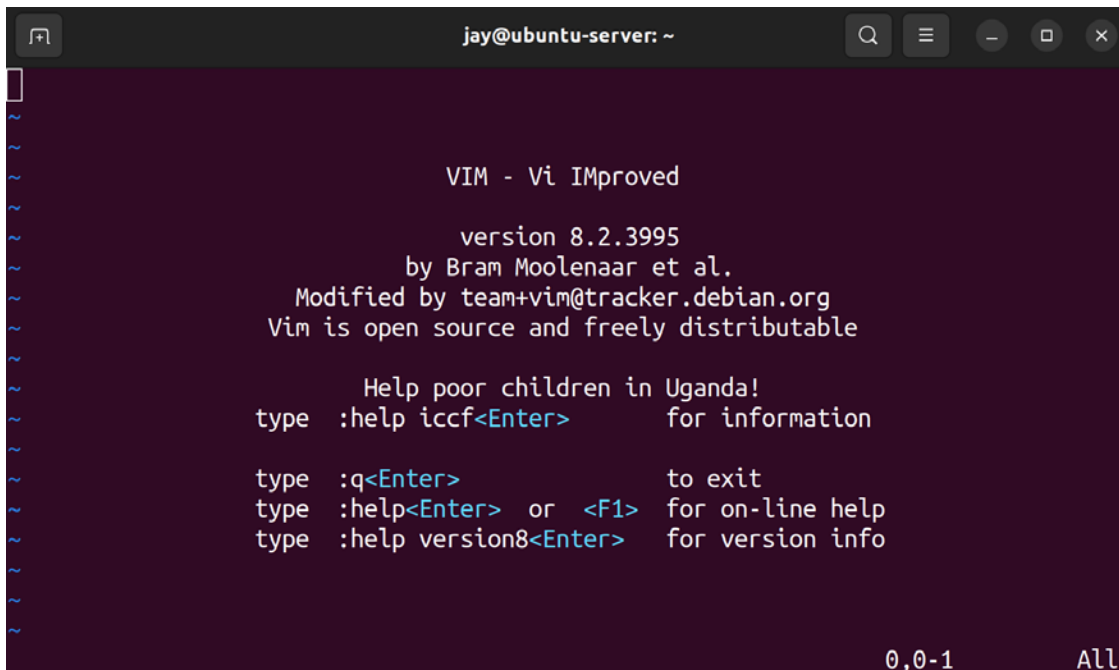 jay@ubuntu-server: ~
~
~
~
VIM - Vi IMproved
~
~
version 8.2.3995
~
by Bram Moolenaar et al.
~
Modified by team+vim@tracker.debian.org
~
Vim is open source and freely distributable
~
~
Help poor children in Uganda!
~
type  :help iccf<Enter>       for information
~
~
type  :q<Enter>               to exit
~
type  :help<Enter>  or  <F1>  for on-line help
~
type  :help version8<Enter>   for version info
~
~
~
0,0-1         All